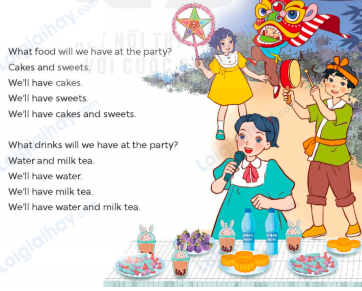 What food will we have at the party?
Cakes and sweets.
We'll have cakes.
We'll have sweets.
We'll have cakes and sweets.
What drinks will we have at the party?
Water and milk tea.
We'll have water.
We'll have milk tea.
We'll have water and milk tea.
Loigiaihay.com